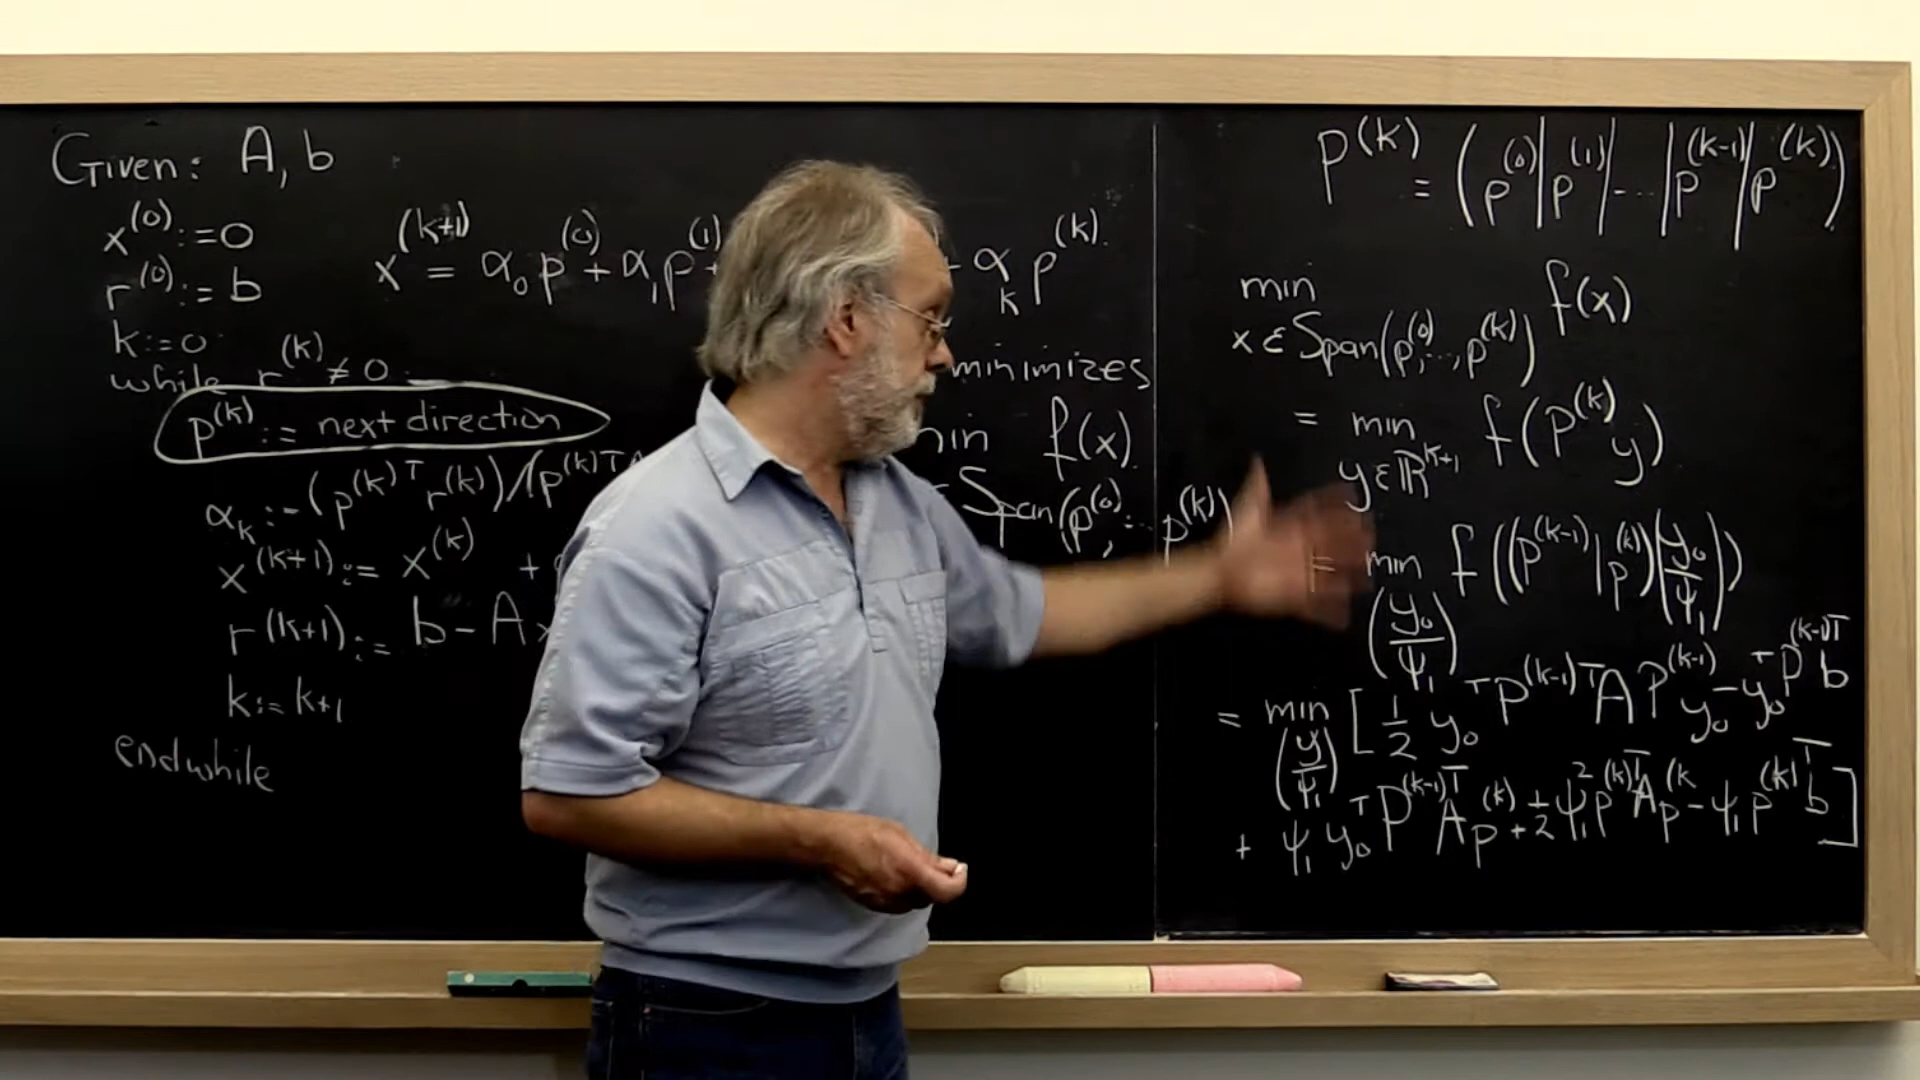 Given: A, b
x^(0) := 0
r^(0) := b
k := 0
while r^(k) ≠ 0
p^(k) := next direction
α_k := (p^(k)T r^(k)) / (p^(k)T A
x^(k+1) := x^(k) +
r^(k+1) := b - A x
k := k+1
endwhile
x^(k+1) = α_0 p^(0) + α_1 p^(1) + α_k p^(k).
minimizes
min f(x).
Span(p^(0), ... p^(k))
P^(k) = (p^(0) | p^(1) | ... | p^(k-1) | p^(k))
min f(x)
x ∈ Span(p^(0), ..., p^(k))
= min f(P^(k) y)
y ∈ ℝ^k+1
= min f((P^(k-1) | p^(k)) (y_0 / ψ_1))
(y_0 / ψ_1)
= min [ 1/2 y_0^T P^(k-1)T A P^(k-1) y_0 - y_0^T P^(k-1)T b
(y / ψ_1)
+ ψ_1 y_0^T P^(k-1)T A p^(k) + 1/2 ψ_1^2 p^(k)T A p^(k - ψ_1 p^(k)T b ]